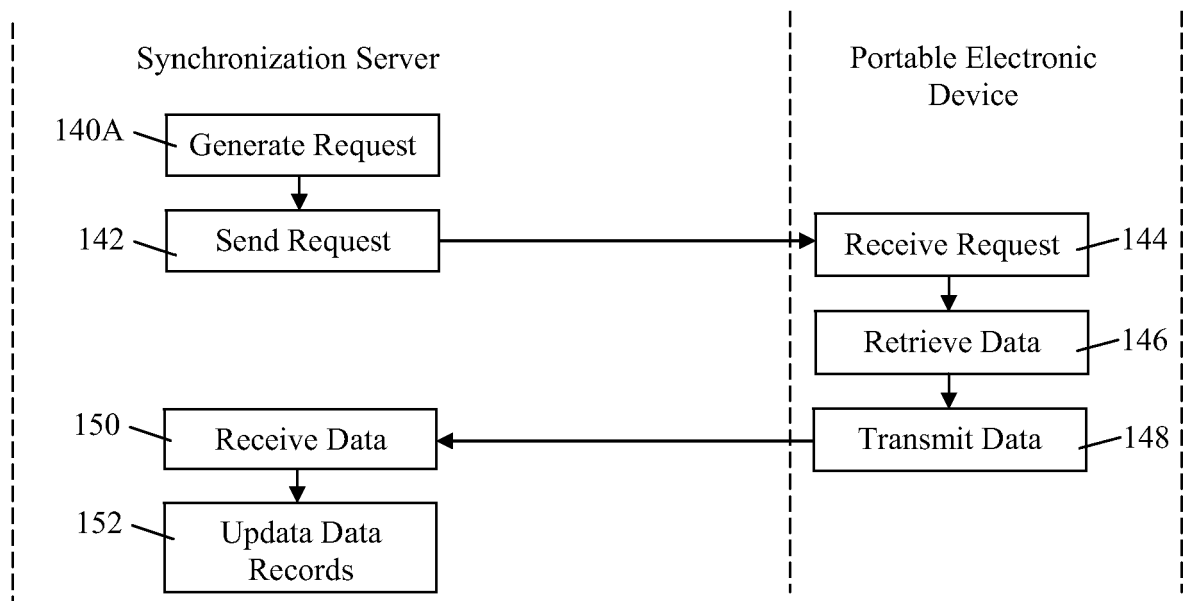 Synchronization Server
Portable Electronic
Device
140A
Generate Request
142
Send Request
Receive Request
144
Retrieve Data
146
150
Receive Data
Transmit Data
148
152
Updata Data
Records